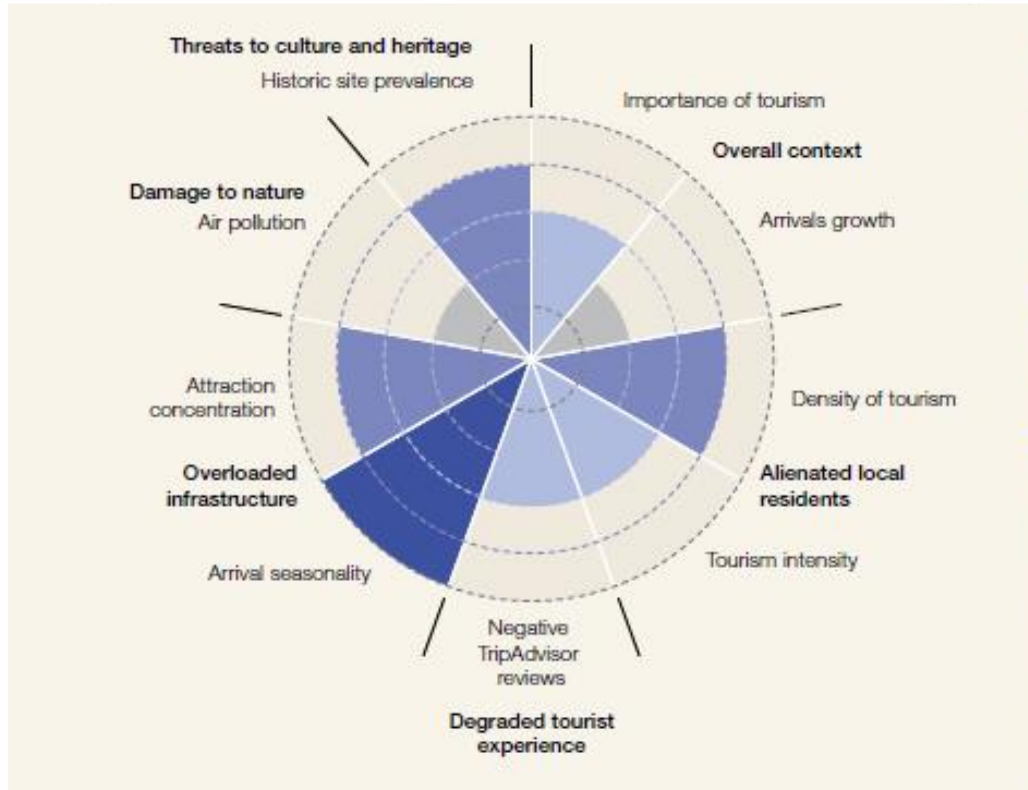 Threats to culture and heritage
Historic site prevalence
Importance of tourism
Overall context
Damage to nature
Air pollution
Arrivals growth
Attraction
concentration
Density of tourism
Overloaded
infrastructure
Alienated local
residents
Arrival seasonality
Tourism intensity
Negative
TripAdvisor
reviews
Degraded tourist
experience